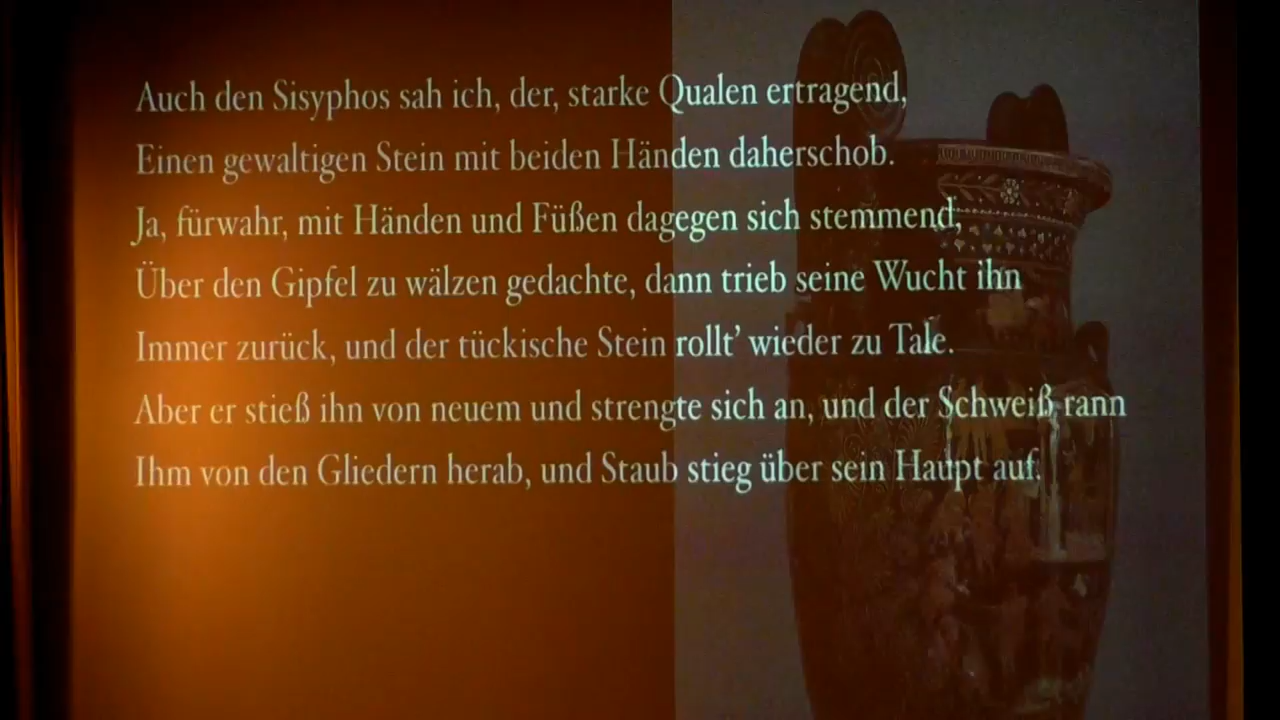 Auch den Sisyphos sah ich, der, starke Qualen ertragend,
Einen gewaltigen Stein mit beiden Händen daherschob.
Ja, fürwahr, mit Händen und Füßen dagegen sich stemmend,
Über den Gipfel zu wälzen gedachte, dann trieb seine Wucht ihn
Immer zurück, und der tückische Stein rollt’ wieder zu Tale.
Aber er stieß ihn von neuem und strengte sich an, und der Schweiß rann
Ihm von den Gliedern herab, und Staub stieg über sein Haupt auf.